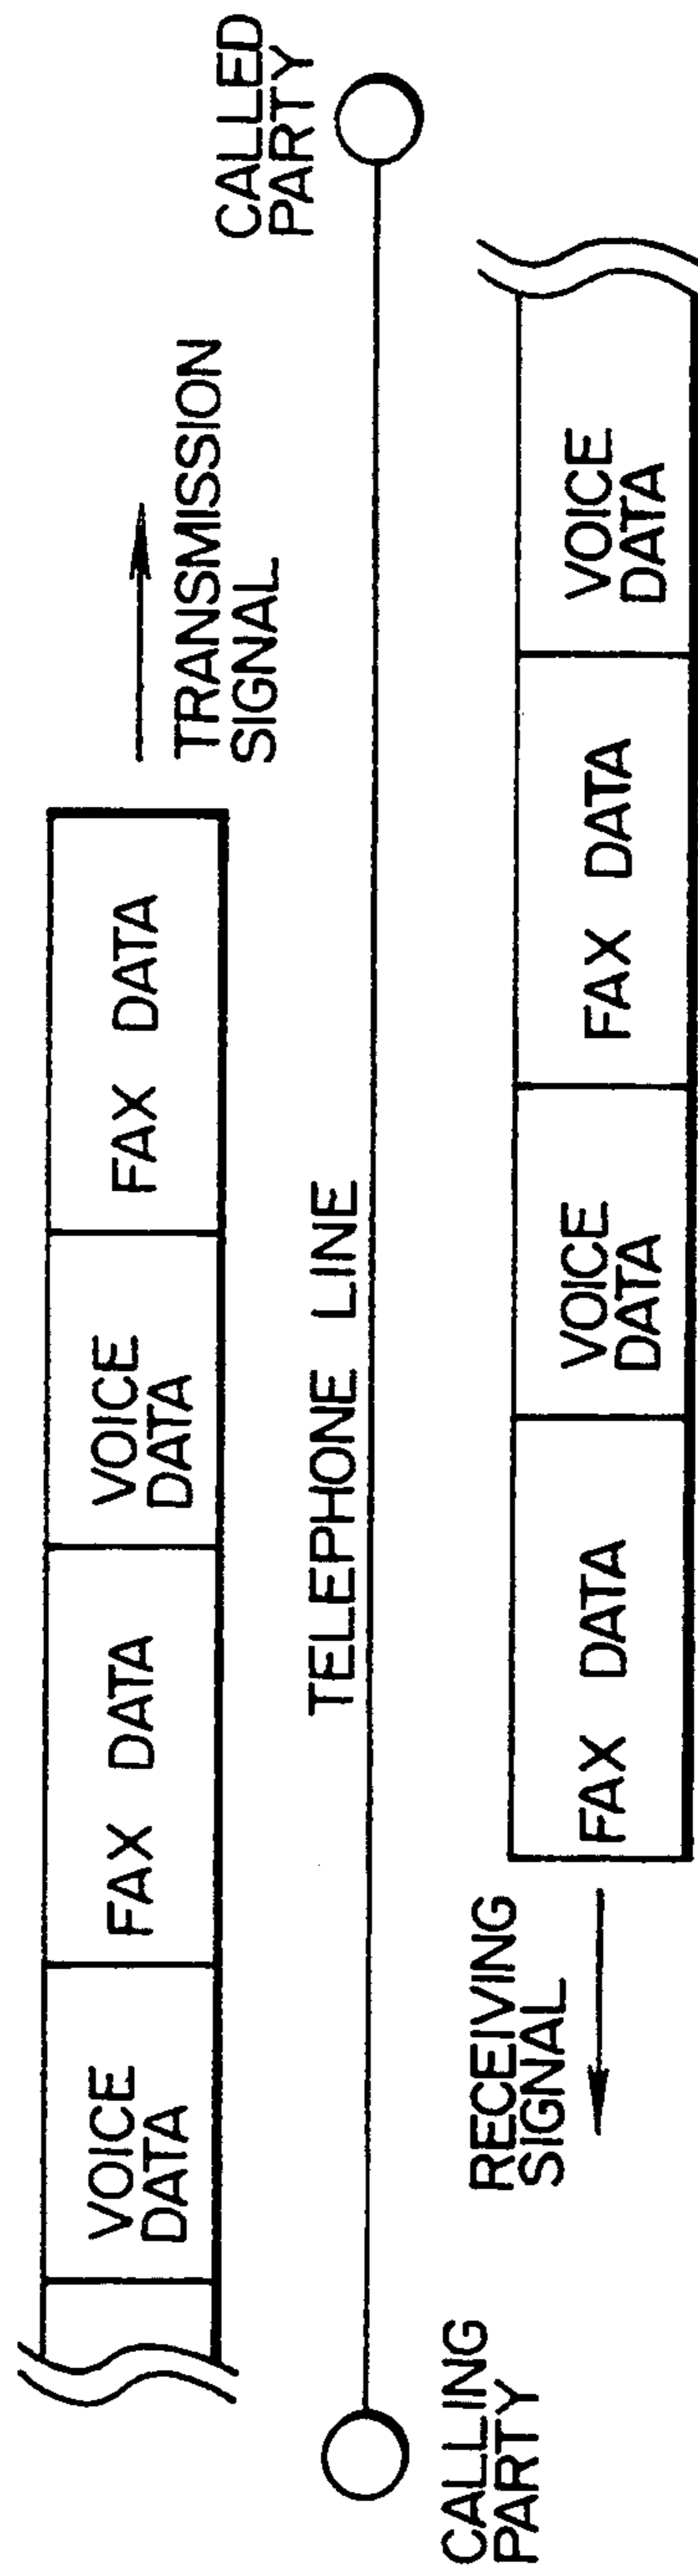 VOICE
DATA
FAX DATA
VOICE
DATA
FAX DATA
TRANSMISSION
SIGNAL
CALLED
PARTY
TELEPHONE LINE
CALLING
PARTY
RECEIVING
SIGNAL
FAX DATA
VOICE
DATA
FAX DATA
VOICE
DATA